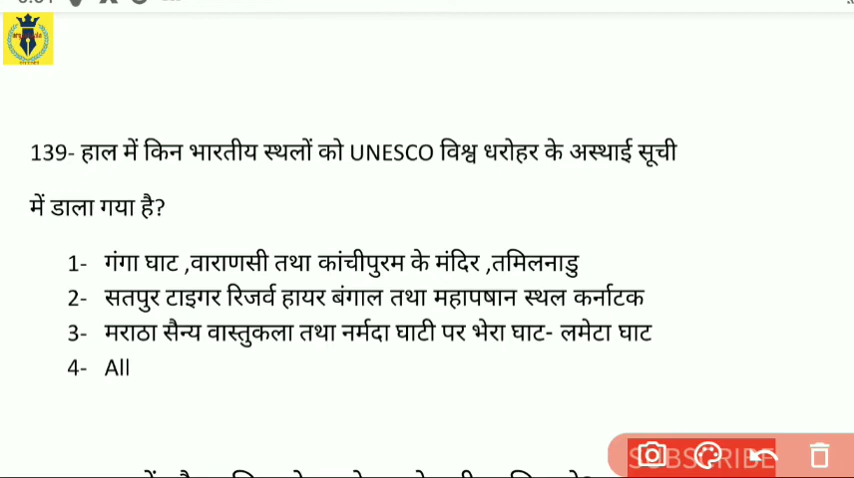 139- हाल में किन भारतीय स्थलों को UNESCO विश्व धरोहर के अस्थाई सूची
में डाला गया है?
1- गंगा घाट ,वाराणसी तथा कांचीपुरम के मंदिर ,तमिलनाडु
2- सतपुर टाइगर रिजर्व हायर बंगाल तथा महापषान स्थल कर्नाटक
3- मराठा सैन्य वास्तुकला तथा नर्मदा घाटी पर भेरा घाट- लमेटा घाट
4- All
SUBSCRIBE